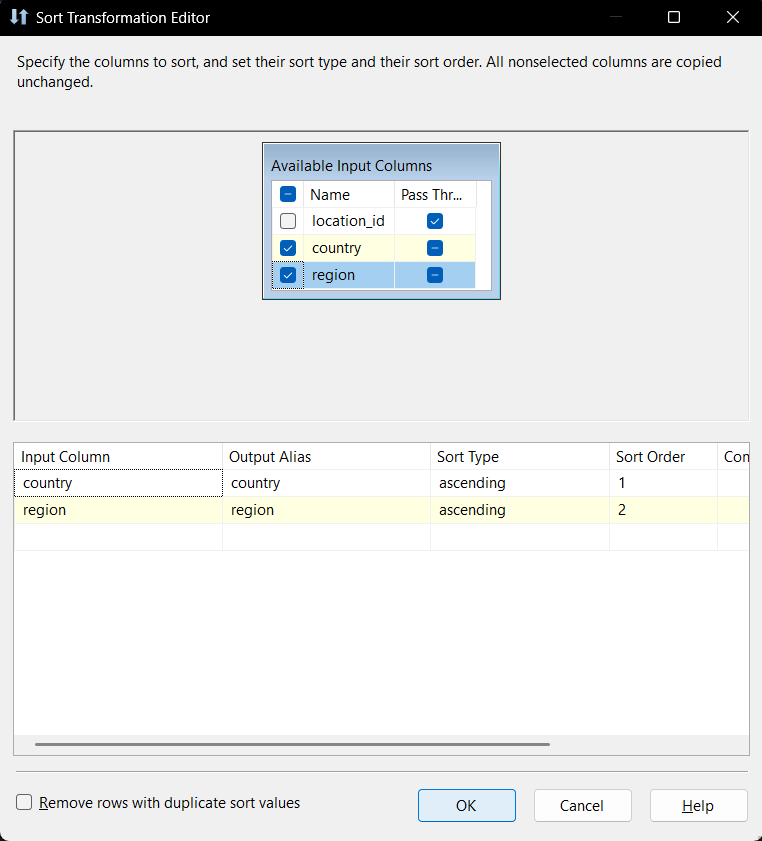 Sort Transformation Editor
Specify the columns to sort, and set their sort type and their sort order. All nonselected columns are copied
unchanged.
Available Input Columns
Name Pass Thr...
location_id
country
region
Input Column Output Alias Sort Type Sort Order Con
country country ascending 1
region region ascending 2
Remove rows with duplicate sort values OK Cancel Help